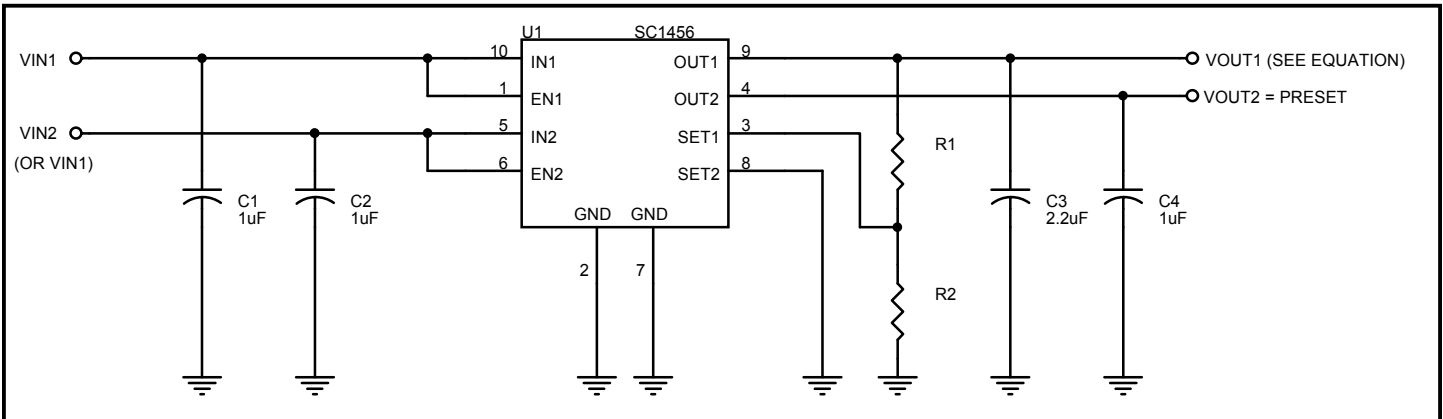 U1 SC1456
VIN1 10 IN1 OUT1 9 VOUT1 (SEE EQUATION)
1 EN1 OUT2 4 VOUT2 = PRESET
VIN2 5 IN2 SET1 3 R1
(OR VIN1) 6 EN2 SET2 8
C1 C2 C3 C4
1uF 1uF 2.2uF 1uF
GND GND
2 7
R2